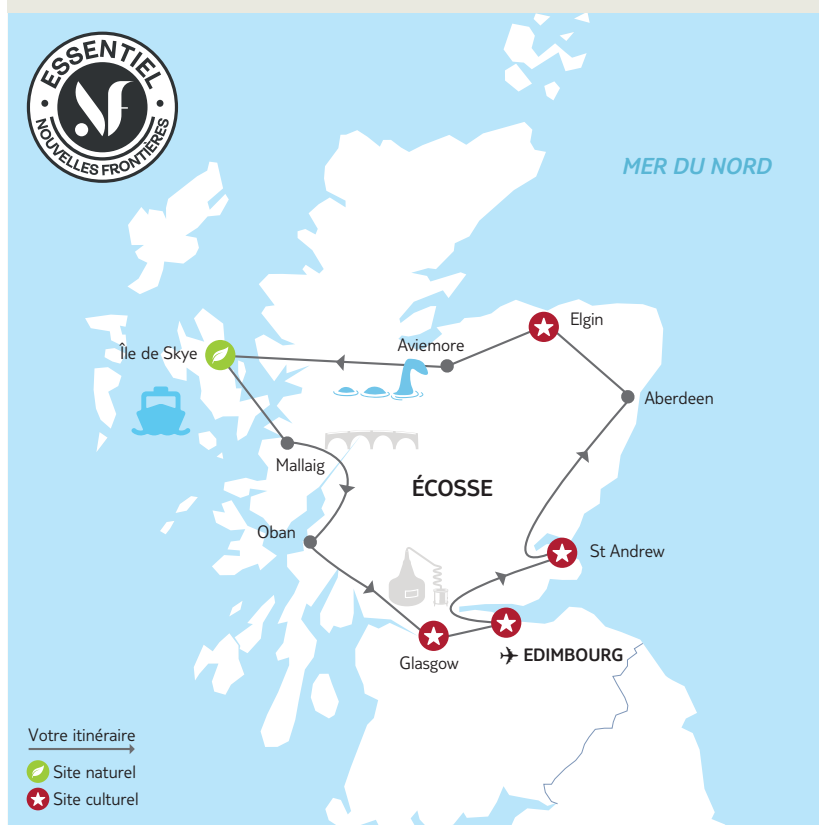 ESSENTIEL
NF
NOUVELLES FRONTIÈRES
MER DU NORD
Elgin
Aviemore
Île de Skye
Aberdeen
Mallaig
ÉCOSSE
Oban
St Andrew
EDIMBOURG
Glasgow
Votre itinéraire
Site naturel
Site culturel